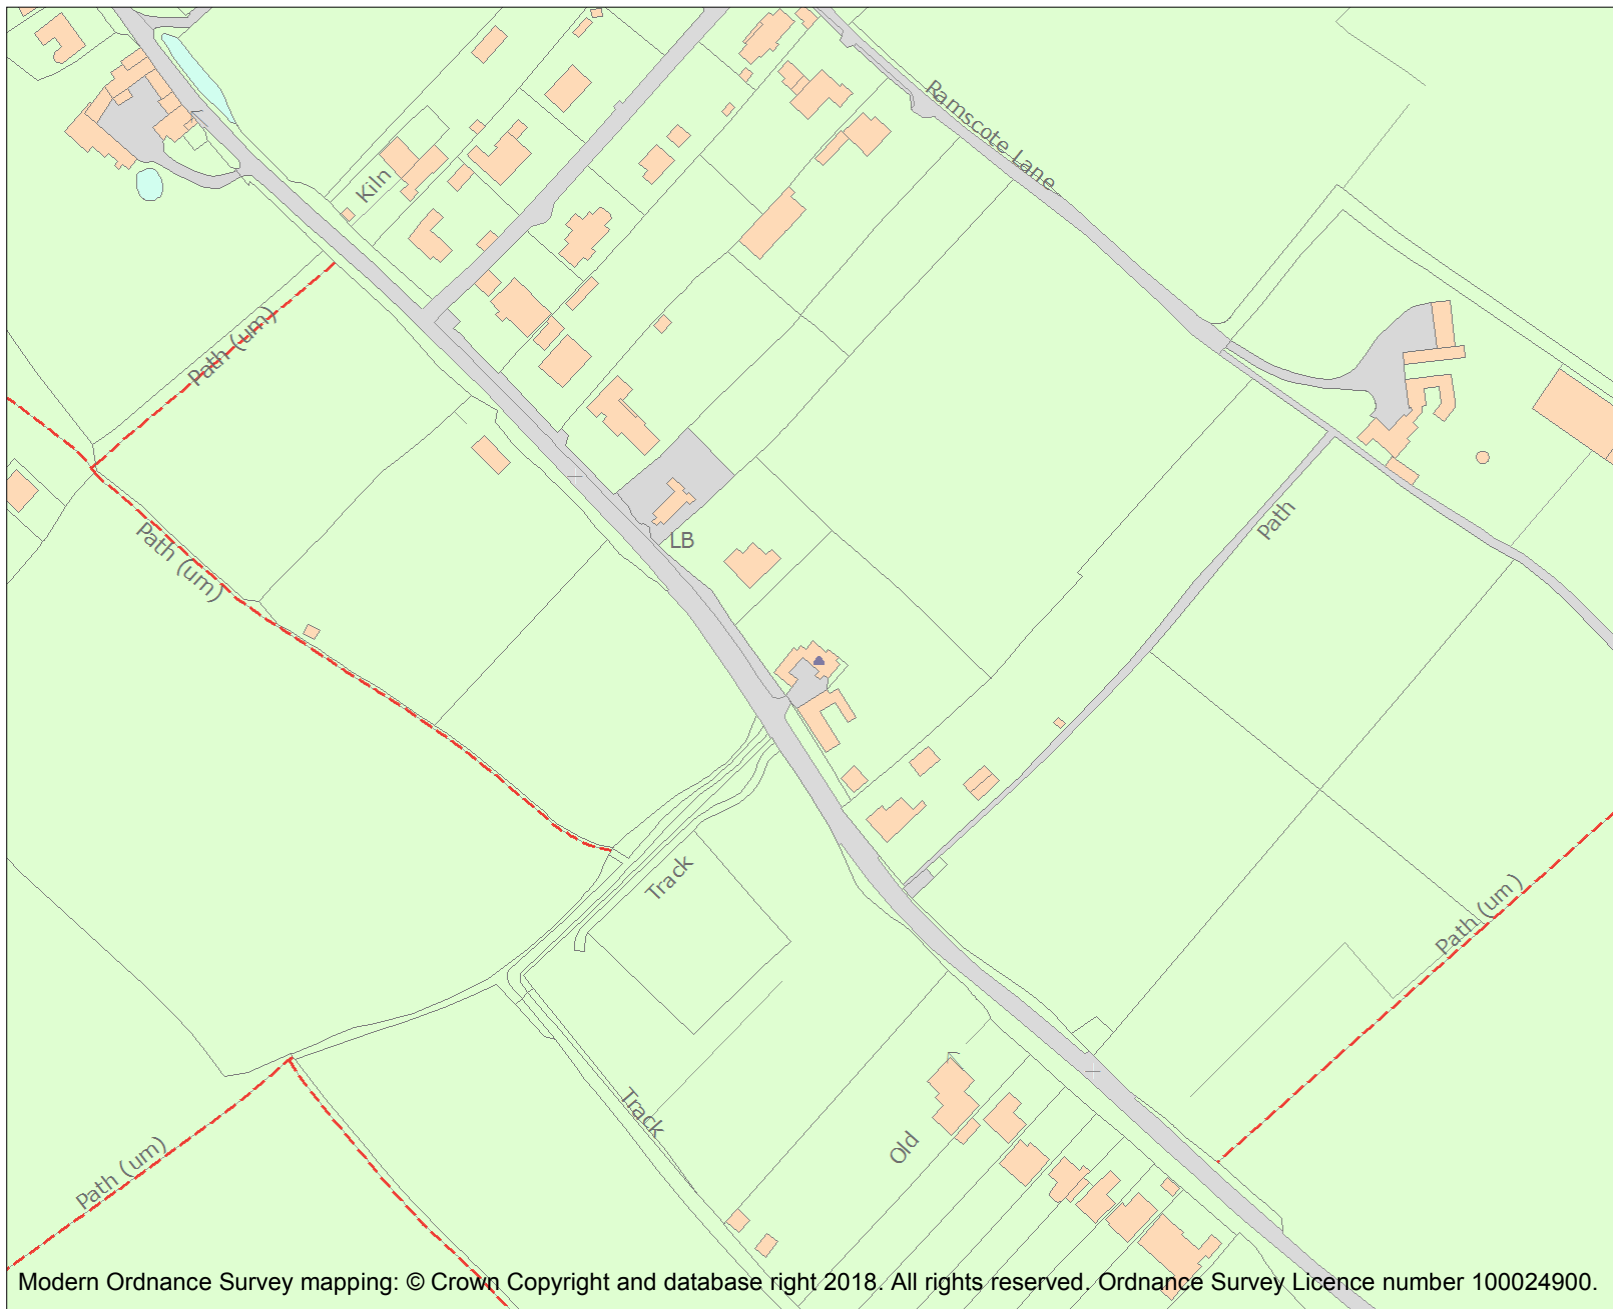 Ramscote Lane
Kiln
Path (um)
Path (um)
LB
Path
Track
Path (um)
Track
Old
Path (um)
Modern Ordnance Survey mapping: © Crown Copyright and database right 2018. All rights reserved. Ordnance Survey Licence number 100024900.